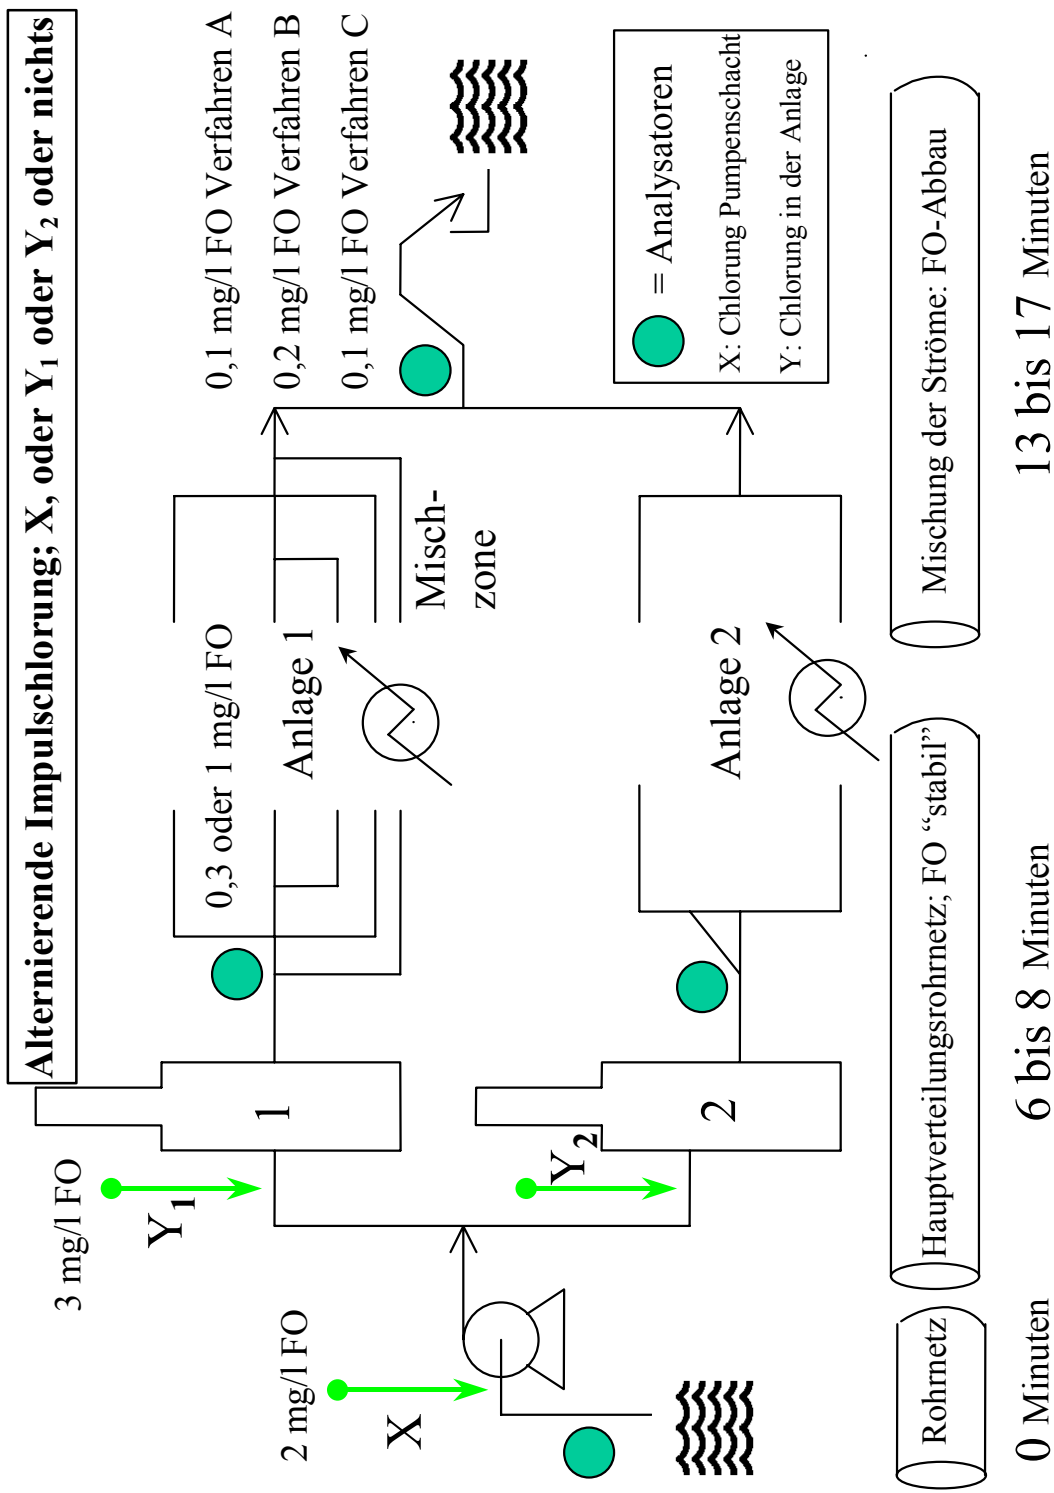 Alternierende Impulschlorung; X, oder Y1 oder Y2 oder nichts
3 mg/l FO
Y1
2 mg/l FO
X
1
Y2
2
0,3 oder 1 mg/l FO
Anlage 1
Misch-
zone
Anlage 2
0,1 mg/l FO Verfahren A
0,2 mg/l FO Verfahren B
0,1 mg/l FO Verfahren C
= Analysatoren
X: Chlorung Pumpenschacht
Y: Chlorung in der Anlage
Rohrnetz
Hauptverteilungsrohrnetz; FO “stabil”
Mischung der Ströme: FO-Abbau
0 Minuten
6 bis 8 Minuten
13 bis 17 Minuten